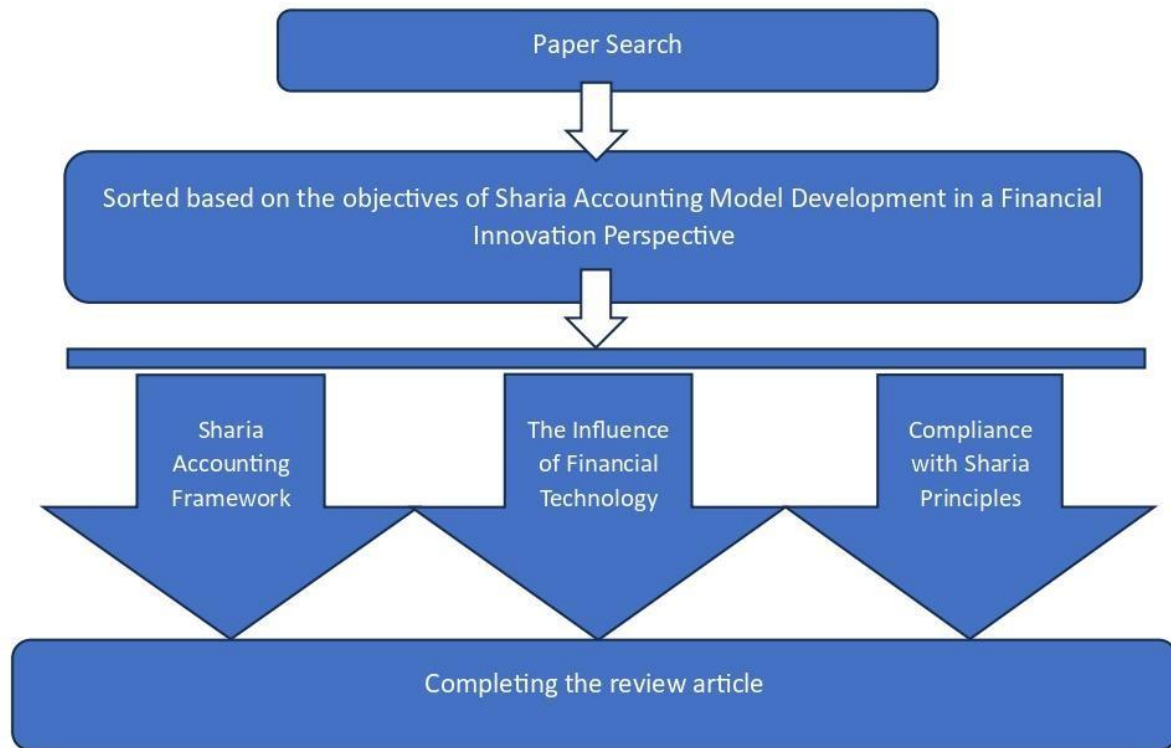 Paper Search
Sorted based on the objectives of Sharia Accounting Model Development in a Financial
Innovation Perspective
Sharia
Accounting
Framework
The Influence
of Financial
Technology
Compliance
with Sharia
Principles
Completing the review article